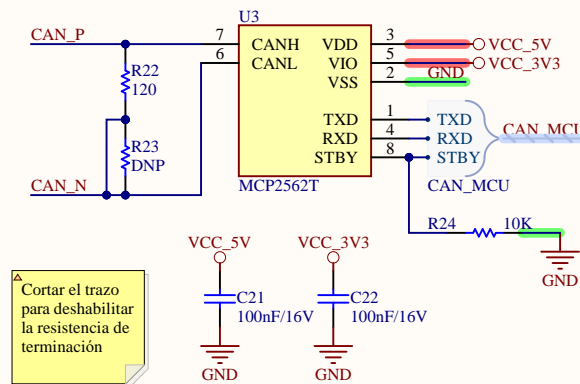 U3
CAN_P
7
CANH
VDD
3
VCC_5V
6
CANL
VIO
5
VCC_3V3
VSS
2
GND
R22
120
TXD
1
TXD
RXD
4
RXD
CAN_MCU
STBY
8
STBY
R23
DNP
CAN_N
MCP2562T
CAN_MCU
R24
10K
GND
VCC_5V
VCC_3V3
C21
100nF/16V
C22
100nF/16V
GND
GND
Cortar el trazo
para deshabilitar
la resistencia de
terminación